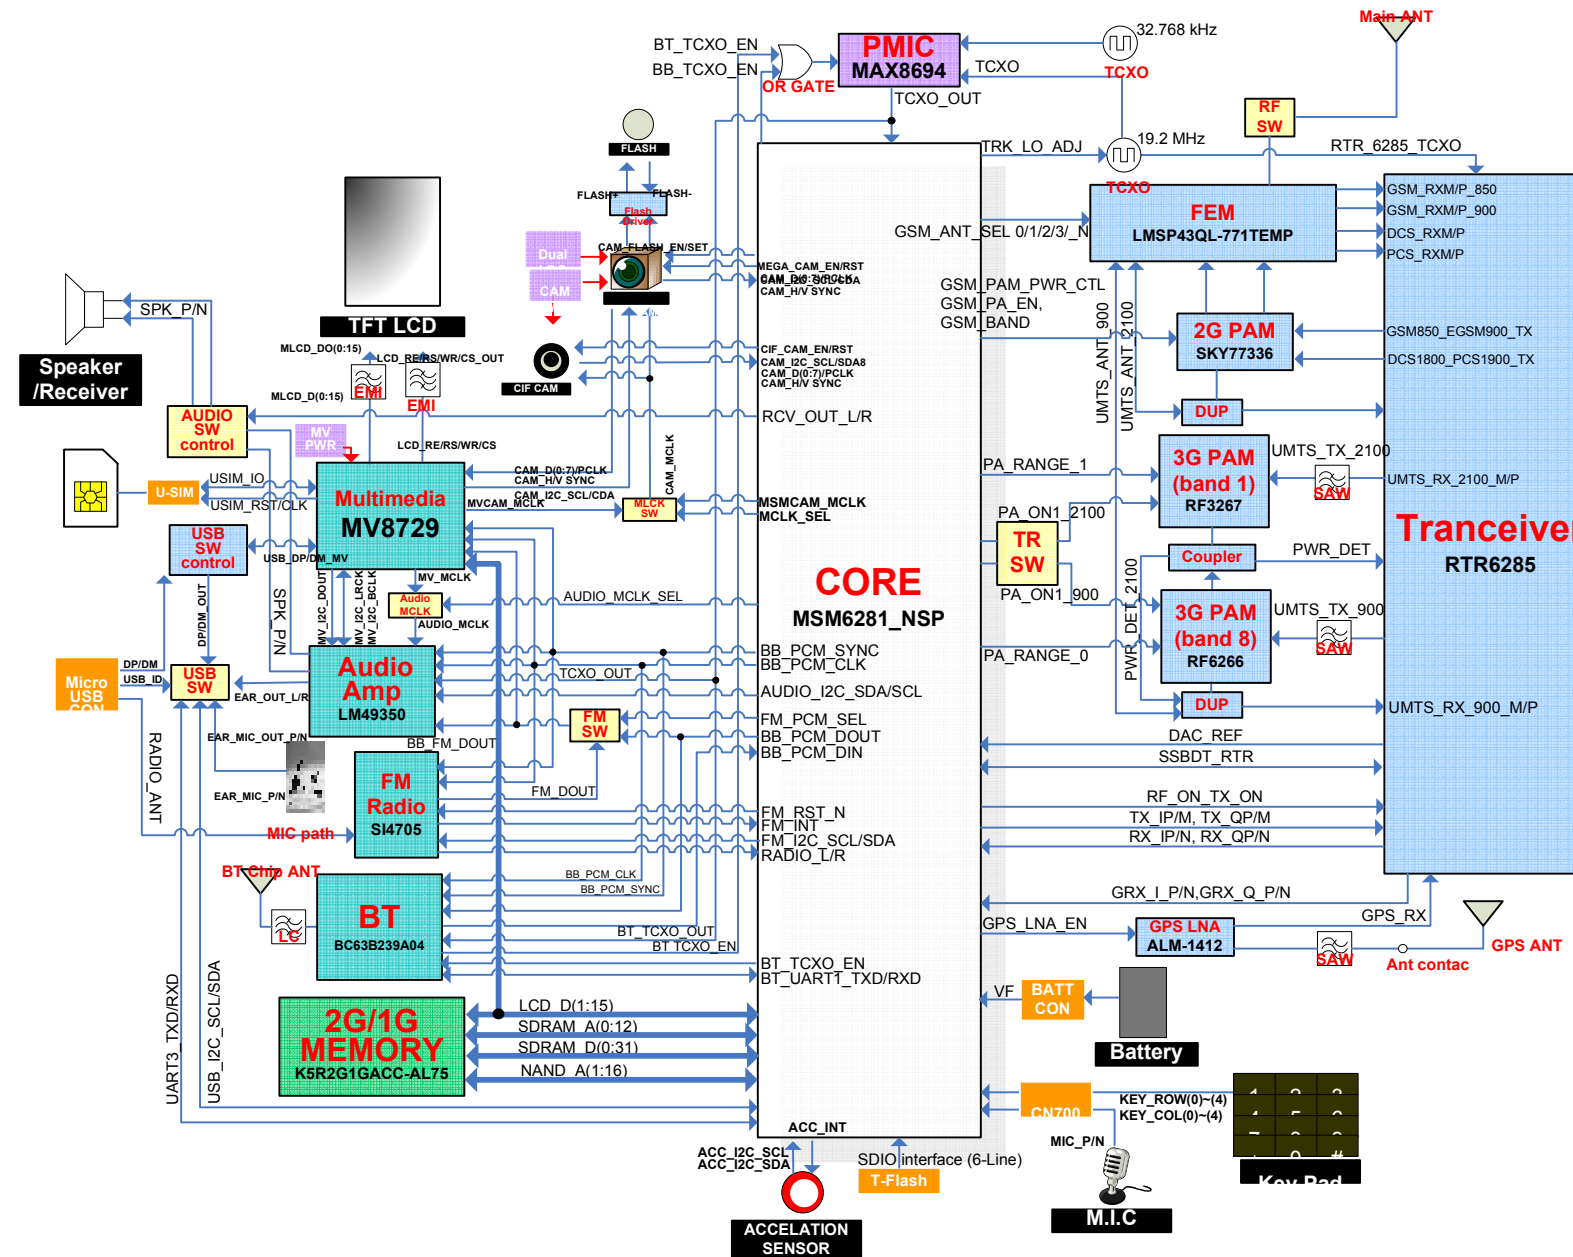 Main ANT
32.768 kHz
BT_TCXO_EN
BB_TCXO_EN
OR GATE
PMIC
MAX8694
TCXO
TCXO
TCXO_OUT
RF
SW
FLASH
TRK_LO_ADJ
19.2 MHz
TCXO
RTR_6285_TCXO
FLASH+
FLASH-
Flash
Driver
CAM_FLASH_EN/SET
Dual
CAM
MEGA_CAM_EN/RST
CAM_D(0:7)/PCLK
CAM_I2C_SCL/CDA
CAM_H/V SYNC
GSM_ANT_SEL 0/1/2/3/_N
FEM
LMSP43QL-771TEMP
GSM_RXM/P_850
GSM_RXM/P_900
DCS_RXM/P
PCS_RXM/P
GSM_PAM_PWR_CTL
GSM_PA_EN,
GSM_BAND
UMTS_ANT_900
UMTS_ANT_2100
2G PAM
SKY77336
GSM850_EGSM900_TX
DCS1800_PCS1900_TX
DUP
SPK_P/N
Speaker
/Receiver
TFT LCD
MLCD_DO(0:15)
LCD_RE/RS/WR/CS_OUT
EMI
EMI
MLCD_D(0:15)
LCD_RE/RS/WR/CS
CIF_CAM_EN/RST
CAM_I2C_SCL/SDA8
CAM_D(0:7)/PCLK
CAM_H/V SYNC
CIF CAM
RCV_OUT_L/R
AUDIO
SW
control
MV
PWR
CAM_D(0:7)/PCLK
CAM_H/V SYNC
CAM_I2C_SCL/CDA
MVCAM_MCLK
CAM_MCLK
MLCK
SW
MSMCAM_MCLK
MCLK_SEL
USIM_IO
U-SIM
USIM_RST/CLK
Multimedia
MV8729
USB
SW
control
USB_DP/DM_MV
DP/DM_OUT
SPK_P/N
MV_I2C_DOUT
MV_I2C_LRCK
MV_I2C_BCLK
MV_MCLK
Audio
MCLK
AUDIO_MCLK
AUDIO_MCLK_SEL
CORE
MSM6281_NSP
PA_RANGE_1
PA_ON1_2100
TR
SW
PA_ON1_900
PA_RANGE_0
3G PAM
(band 1)
RF3267
UMTS_TX_2100
SAW
UMTS_RX_2100_M/P
Coupler
PWR_DET
PWR_DET_2100
3G PAM
(band 8)
RF6266
UMTS_TX_900
SAW
DUP
UMTS_RX_900_M/P
Tranceiver
RTR6285
DP/DM
USB_ID
Micro
USB
CON
USB
SW
EAR_OUT_L/R
Audio
Amp
LM49350
BB_PCM_SYNC
BB_PCM_CLK
TCXO_OUT
AUDIO_I2C_SDA/SCL
FM_PCM_SEL
BB_PCM_DOUT
BB_PCM_DIN
FM
SW
EAR_MIC_OUT_P/N
BB_FM_DOUT
RADIO_ANT
EAR_MIC_P/N
MIC path
FM
Radio
SI4705
FM_DOUT
FM_RST_N
FM_INT
FM_I2C_SCL/SDA
RADIO_L/R
DAC_REF
SSBDT_RTR
RF_ON_TX_ON
TX_IP/M, TX_QP/M
RX_IP/N, RX_QP/N
BT Chip ANT
LC
BT
BC63B239A04
BB_PCM_CLK
BB_PCM_SYNC
BT_TCXO_OUT
BT_TCXO_EN
BT_TCXO_EN
BT_UART1_TXD/RXD
GRX_I_P/N,GRX_Q_P/N
GPS_RX
GPS_LNA_EN
GPS LNA
ALM-1412
SAW
Ant contac
GPS ANT
UART3_TXD/RXD
USB_I2C_SCL/SDA
2G/1G
MEMORY
K5R2G1GACC-AL75
LCD_D(1:15)
SDRAM_A(0:12)
SDRAM_D(0:31)
NAND_A(1:16)
VF
BATT
CON
Battery
CN700
KEY_ROW(0)~(4)
KEY_COL(0)~(4)
Key Pad
MIC_P/N
M.I.C
ACC_INT
ACC_I2C_SCL
ACC_I2C_SDA
SDIO interface (6-Line)
T-Flash
ACCELATION
SENSOR